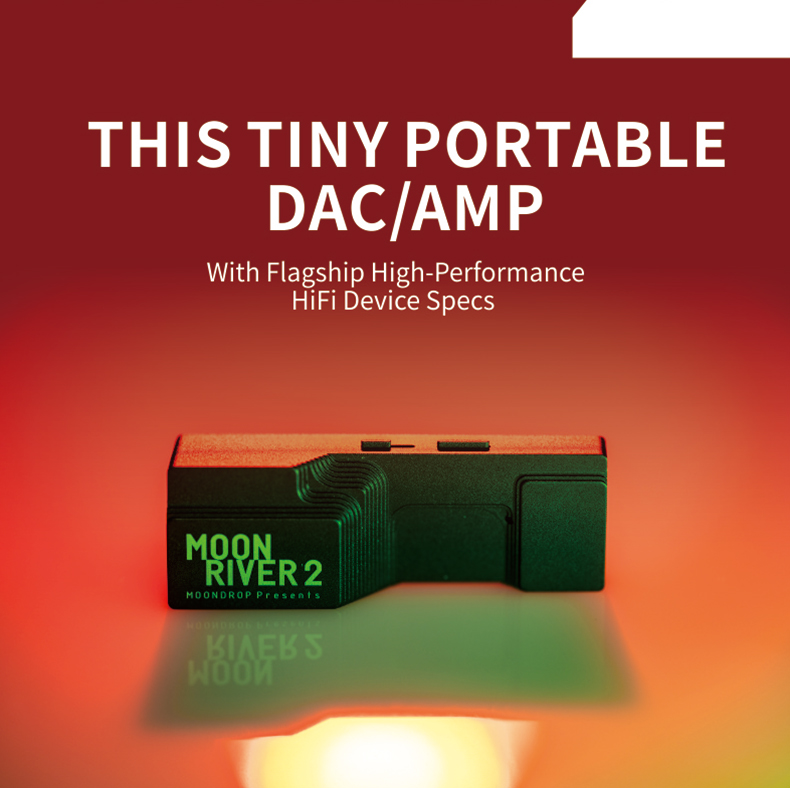 THIS TINY PORTABLE
DAC/AMP
With Flagship High-Performance
HiFi Device Specs
MOON
RIVER 2
MOONDROP Presents